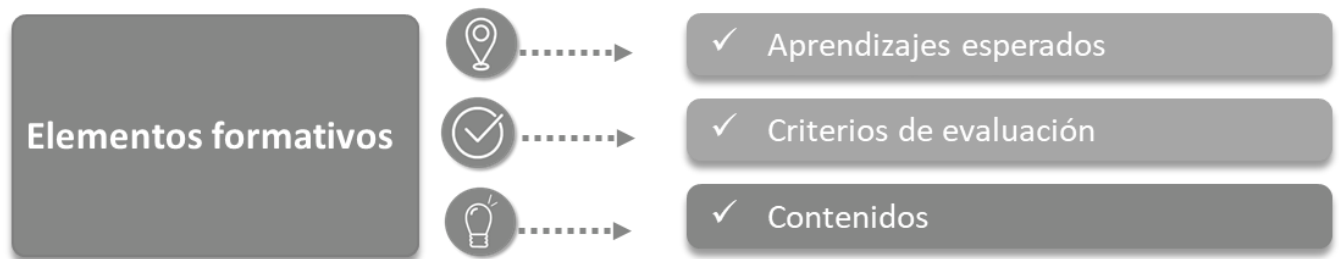 Elementos formativos
✓ Aprendizajes esperados
✓ Criterios de evaluación
✓ Contenidos